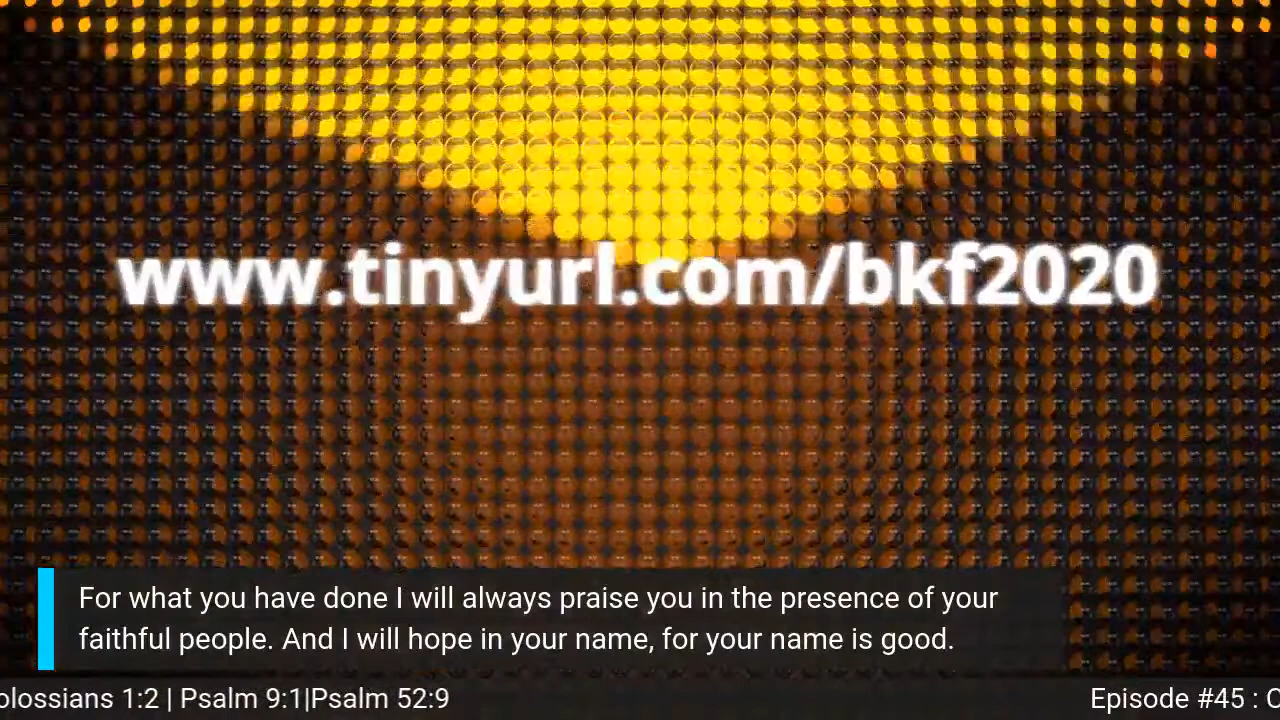 www.tinyurl.com/bkf2020
For what you have done I will always praise you in the presence of your
faithful people. And I will hope in your name, for your name is good.
olossians 1:2 | Psalm 9:1|Psalm 52:9 Episode #45 : C